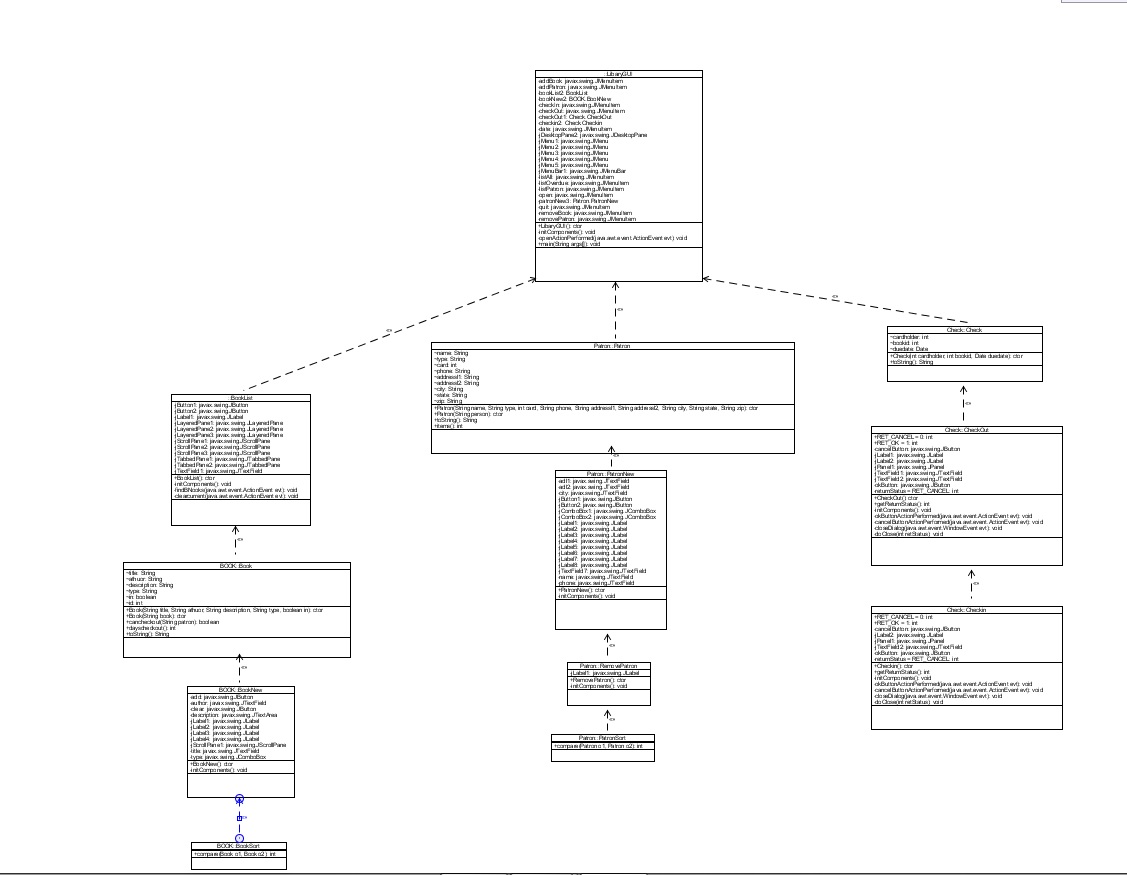 ::LibaryGUI
-addBook: javax.swing.JMenuItem
-addPatron: javax.swing.JMenuItem
-bookList2: BookList
-bookNew2: BOOK.BookNew
-checkIn: javax.swing.JMenuItem
-checkOut: javax.swing.JMenuItem
-checkOut1: Check.CheckOut
-checkin2: Check.Checkin
-date: javax.swing.JMenuItem
-jDesktopPane2: javax.swing.JDesktopPane
-jMenu1: javax.swing.JMenu
-jMenu2: javax.swing.JMenu
-jMenu3: javax.swing.JMenu
-jMenu4: javax.swing.JMenu
-jMenu5: javax.swing.JMenu
-jMenuBar1: javax.swing.JMenuBar
-listAll: javax.swing.JMenuItem
-listOverdue: javax.swing.JMenuItem
-listPatron: javax.swing.JMenuItem
-open: javax.swing.JMenuItem
-patronNew3: Patron.PatronNew
-quit: javax.swing.JMenuItem
-removeBook: javax.swing.JMenuItem
-removePatron: javax.swing.JMenuItem
+LibaryGUI(): ctor
-initComponents(): void
-openActionPerformed(java.awt.event.ActionEvent evt): void
+main(String args[]): void
<<>>
<<>>
<<>>
Check::Check
~cardholder: int
~bookid: int
~duedate: Date
+Check(int cardholder, int bookid, Date duedate): ctor
+toString(): String
Patron::Patron
~name: String
~type: String
~card: int
~phone: String
~address1: String
~address2: String
~city: String
~state: String
~zip: String
+Patron(String name, String type, int card, String phone, String address1, String address2, String city, String state, String zip): ctor
+Patron(String person): ctor
+toString(): String
+items(): int
::BookList
-jButton1: javax.swing.JButton
-jButton2: javax.swing.JButton
-jLabel1: javax.swing.JLabel
-jLayeredPane1: javax.swing.JLayeredPane
-jLayeredPane2: javax.swing.JLayeredPane
-jLayeredPane3: javax.swing.JLayeredPane
-jScrollPane1: javax.swing.JScrollPane
-jScrollPane2: javax.swing.JScrollPane
-jScrollPane3: javax.swing.JScrollPane
-jTabbedPane1: javax.swing.JTabbedPane
-jTabbedPane2: javax.swing.JTabbedPane
-jTextField1: javax.swing.JTextField
+BookList(): ctor
-initComponents(): void
-findBNooks(java.awt.event.ActionEvent evt): void
-clearcurrent(java.awt.event.ActionEvent evt): void
<<>>
Check::CheckOut
+RET_CANCEL = 0: int
+RET_OK = 1: int
-cancelButton: javax.swing.JButton
-jLabel1: javax.swing.JLabel
-jLabel2: javax.swing.JLabel
-jPanel1: javax.swing.JPanel
-jTextField1: javax.swing.JTextField
-jTextField2: javax.swing.JTextField
-okButton: javax.swing.JButton
-returnStatus = RET_CANCEL: int
+CheckOut(): ctor
+getReturnStatus(): int
-initComponents(): void
-okButtonActionPerformed(java.awt.event.ActionEvent evt): void
-cancelButtonActionPerformed(java.awt.event.ActionEvent evt): void
-closeDialog(java.awt.event.WindowEvent evt): void
-doClose(int retStatus): void
<<>>
Patron::PatronNew
-ad1: javax.swing.JTextField
-ad2: javax.swing.JTextField
-city: javax.swing.JTextField
-jButton1: javax.swing.JButton
-jButton2: javax.swing.JButton
-jComboBox1: javax.swing.JComboBox
-jComboBox2: javax.swing.JComboBox
-jLabel1: javax.swing.JLabel
-jLabel2: javax.swing.JLabel
-jLabel3: javax.swing.JLabel
-jLabel4: javax.swing.JLabel
-jLabel5: javax.swing.JLabel
-jLabel6: javax.swing.JLabel
-jLabel7: javax.swing.JLabel
-jLabel8: javax.swing.JLabel
-jTextField7: javax.swing.JTextField
-name: javax.swing.JTextField
-phone: javax.swing.JTextField
+PatronNew(): ctor
-initComponents(): void
<<>>
BOOK::Book
~title: String
~athuor: String
~description: String
~type: String
~in: boolean
~id: int
+Book(String title, String athuor, String description, String type, boolean in): ctor
+Book(String book): ctor
+cancheckout(String patron): boolean
+dayscheckout(): int
+toString(): String
<<>>
Check::Checkin
+RET_CANCEL = 0: int
+RET_OK = 1: int
-cancelButton: javax.swing.JButton
-jLabel2: javax.swing.JLabel
-jPanel1: javax.swing.JPanel
-jTextField2: javax.swing.JTextField
-okButton: javax.swing.JButton
-returnStatus = RET_CANCEL: int
+Checkin(): ctor
+getReturnStatus(): int
-initComponents(): void
-okButtonActionPerformed(java.awt.event.ActionEvent evt): void
-cancelButtonActionPerformed(java.awt.event.ActionEvent evt): void
-closeDialog(java.awt.event.WindowEvent evt): void
-doClose(int retStatus): void
<<>>
Patron::RemovePatron
-jLabel1: javax.swing.JLabel
+RemovePatron(): ctor
-initComponents(): void
<<>>
BOOK::BookNew
-add: javax.swing.JButton
-author: javax.swing.JTextField
-clear: javax.swing.JButton
-description: javax.swing.JTextArea
-jLabel1: javax.swing.JLabel
-jLabel2: javax.swing.JLabel
-jLabel3: javax.swing.JLabel
-jLabel4: javax.swing.JLabel
-jScrollPane1: javax.swing.JScrollPane
-title: javax.swing.JTextField
-type: javax.swing.JComboBox
+BookNew(): ctor
-initComponents(): void
<<>>
Patron::PatronSort
+compare(Patron o1, Patron o2): int
<<>>
BOOK::BookSort
+compare(Book o1, Book o2): int